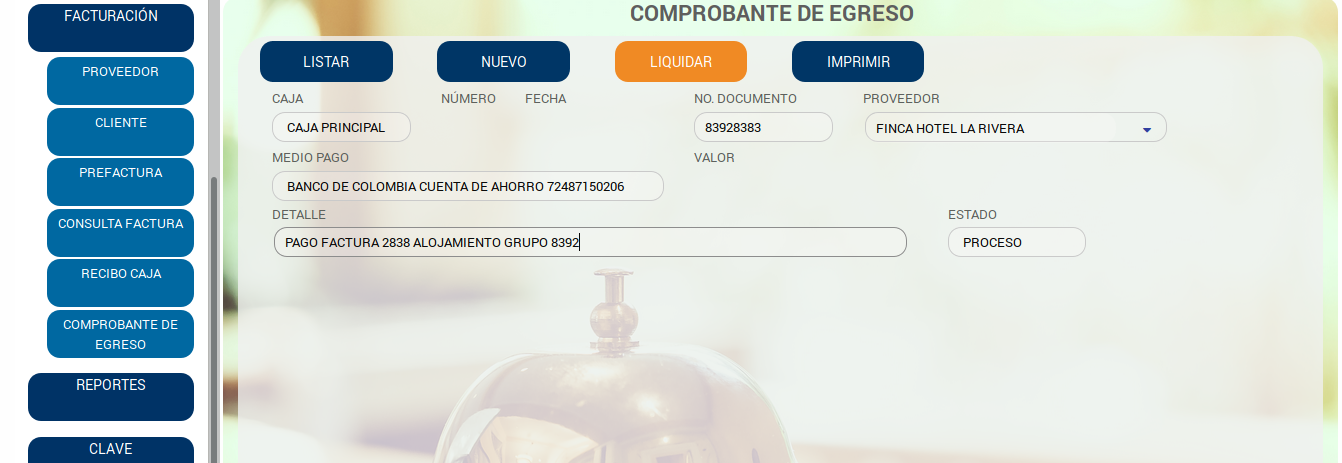 FACTURACIÓN
PROVEEDOR
CLIENTE
PREFACTURA
CONSULTA FACTURA
RECIBO CAJA
COMPROBANTE DE
EGRESO
REPORTES
CLAVE
COMPROBANTE DE EGRESO
LISTAR NUEVO LIQUIDAR IMPRIMIR
CAJA NÚMERO FECHA NO. DOCUMENTO PROVEEDOR
CAJA PRINCIPAL 83928383 FINCA HOTEL LA RIVERA
MEDIO PAGO VALOR
BANCO DE COLOMBIA CUENTA DE AHORRO 72487150206
DETALLE ESTADO
PAGO FACTURA 2838 ALOJAMIENTO GRUPO 8392 PROCESO